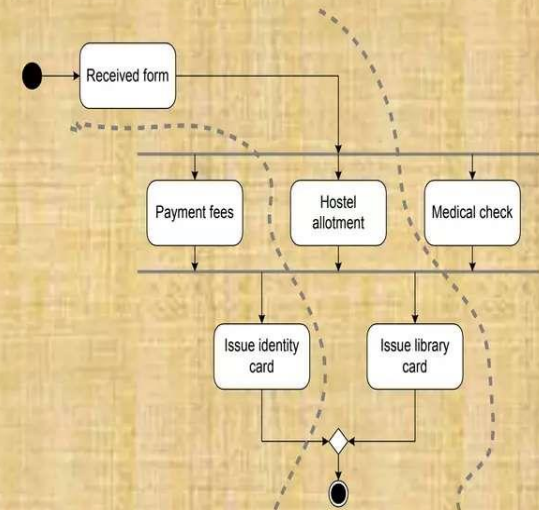 Received form
Payment fees
Hostel
allotment
Medical check
Issue identity
card
Issue library
card